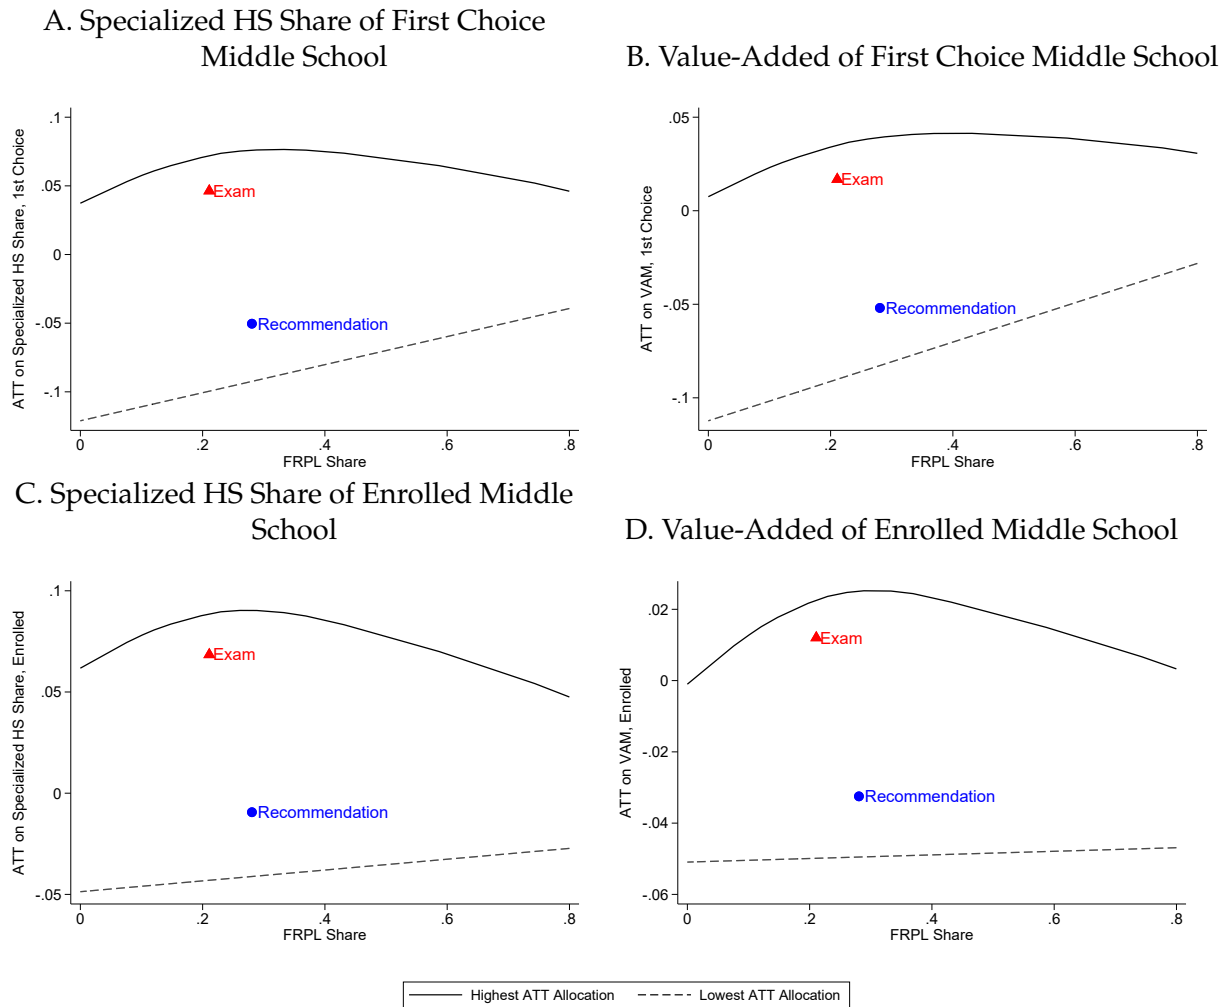 A. Specialized HS Share of First Choice
Middle School
ATT on Specialized HS Share, 1st Choice
.1
.05
0
-.05
-.1
Exam
Recommendation
0 .2 .4 .6 .8
FRPL Share
B. Value-Added of First Choice Middle School
ATT on VAM, 1st Choice
.05
0
-.05
-.1
Exam
Recommendation
0 .2 .4 .6 .8
FRPL Share
C. Specialized HS Share of Enrolled Middle
School
ATT on Specialized HS Share, Enrolled
.1
.05
0
-.05
Exam
Recommendation
0 .2 .4 .6 .8
FRPL Share
D. Value-Added of Enrolled Middle School
ATT on VAM, Enrolled
.02
0
-.02
-.04
-.06
Exam
Recommendation
0 .2 .4 .6 .8
FRPL Share
Highest ATT Allocation Lowest ATT Allocation